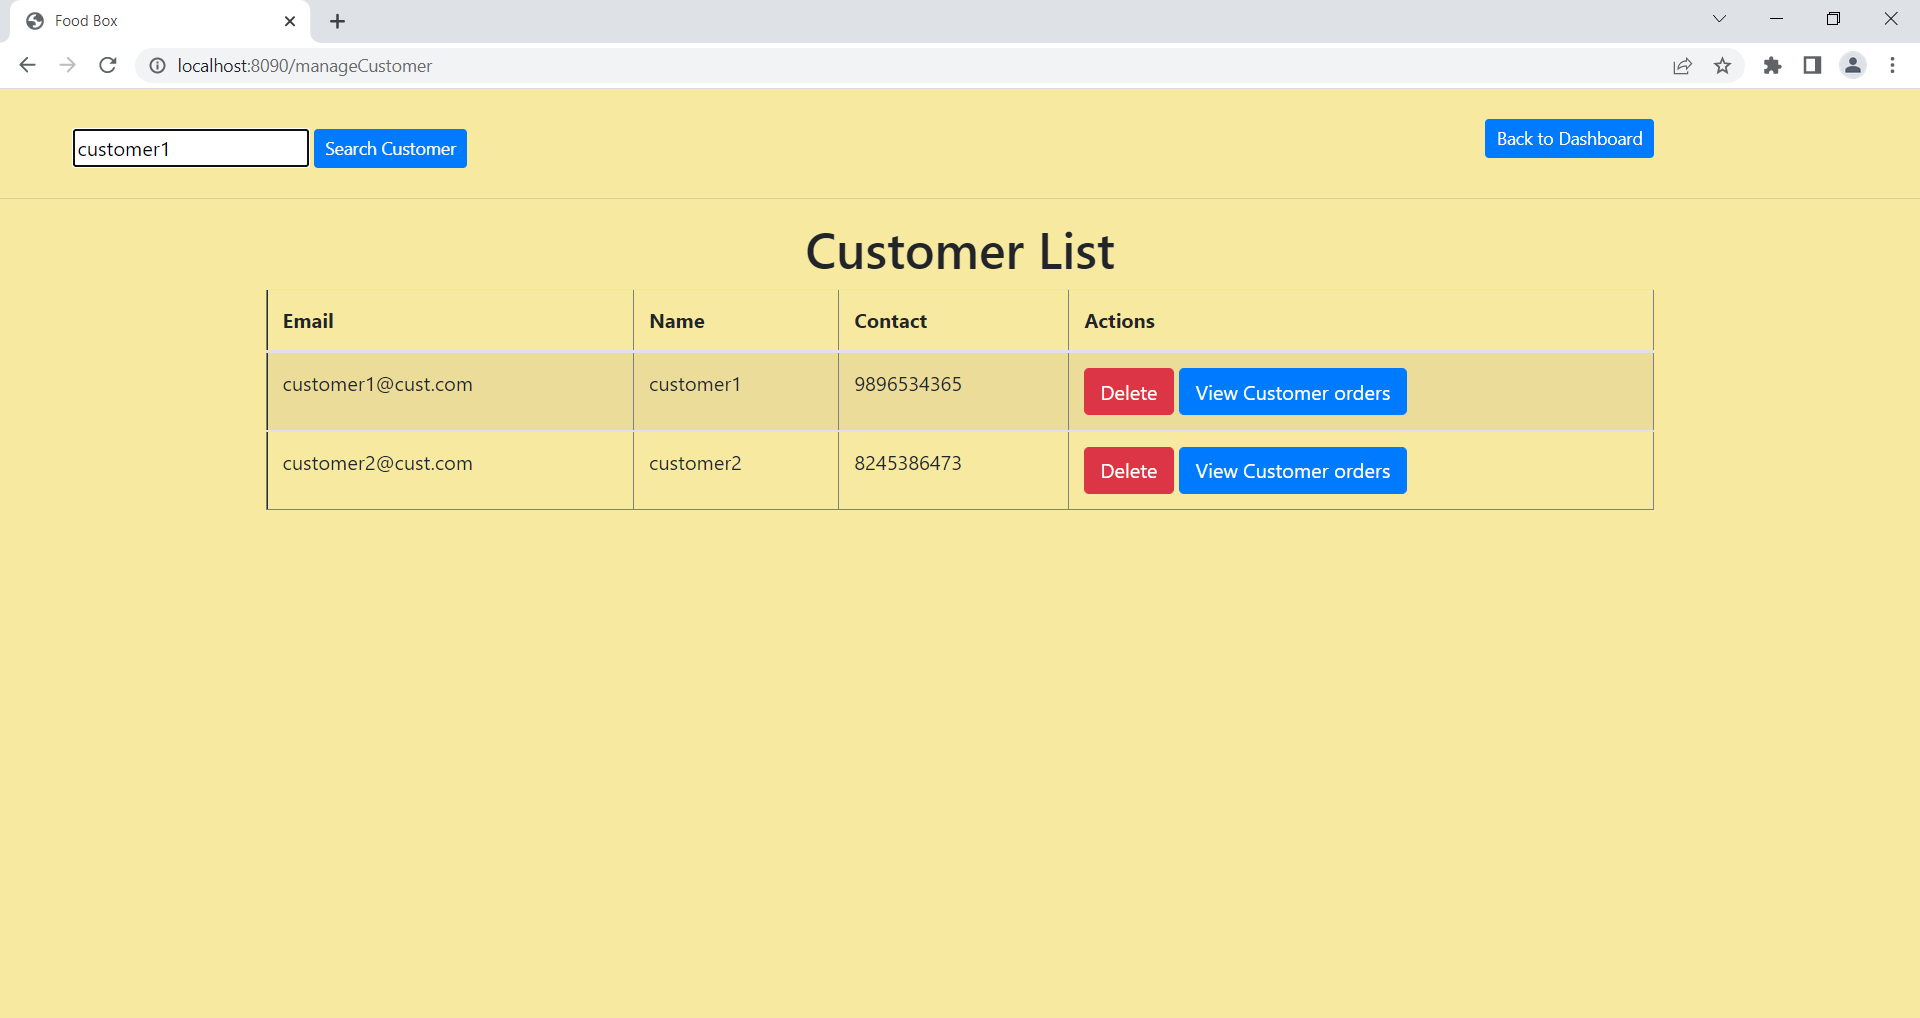 Food Box
localhost:8090/manageCustomer
customer1 Search Customer Back to Dashboard
Customer List
Email Name Contact Actions
customer1@cust.com customer1 9896534365 Delete View Customer orders
customer2@cust.com customer2 8245386473 Delete View Customer orders